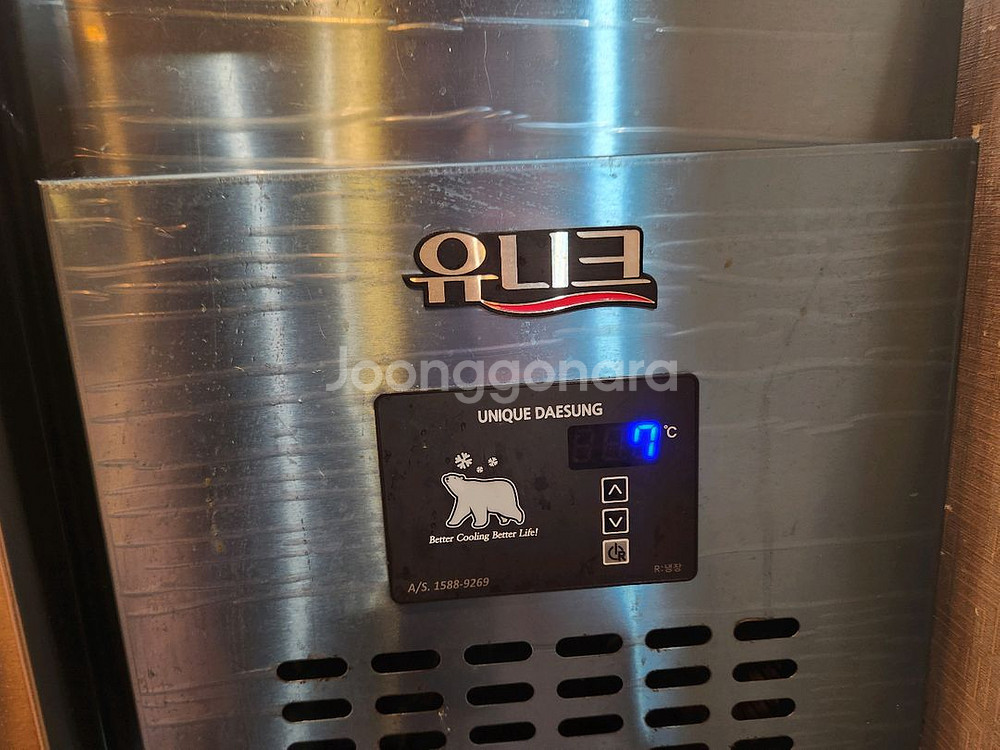 유니크
Joonggonara
UNIQUE DAESUNG
7 ℃
Better Cooling Better Life!
R
A/S. 1588-9269
R:냉장